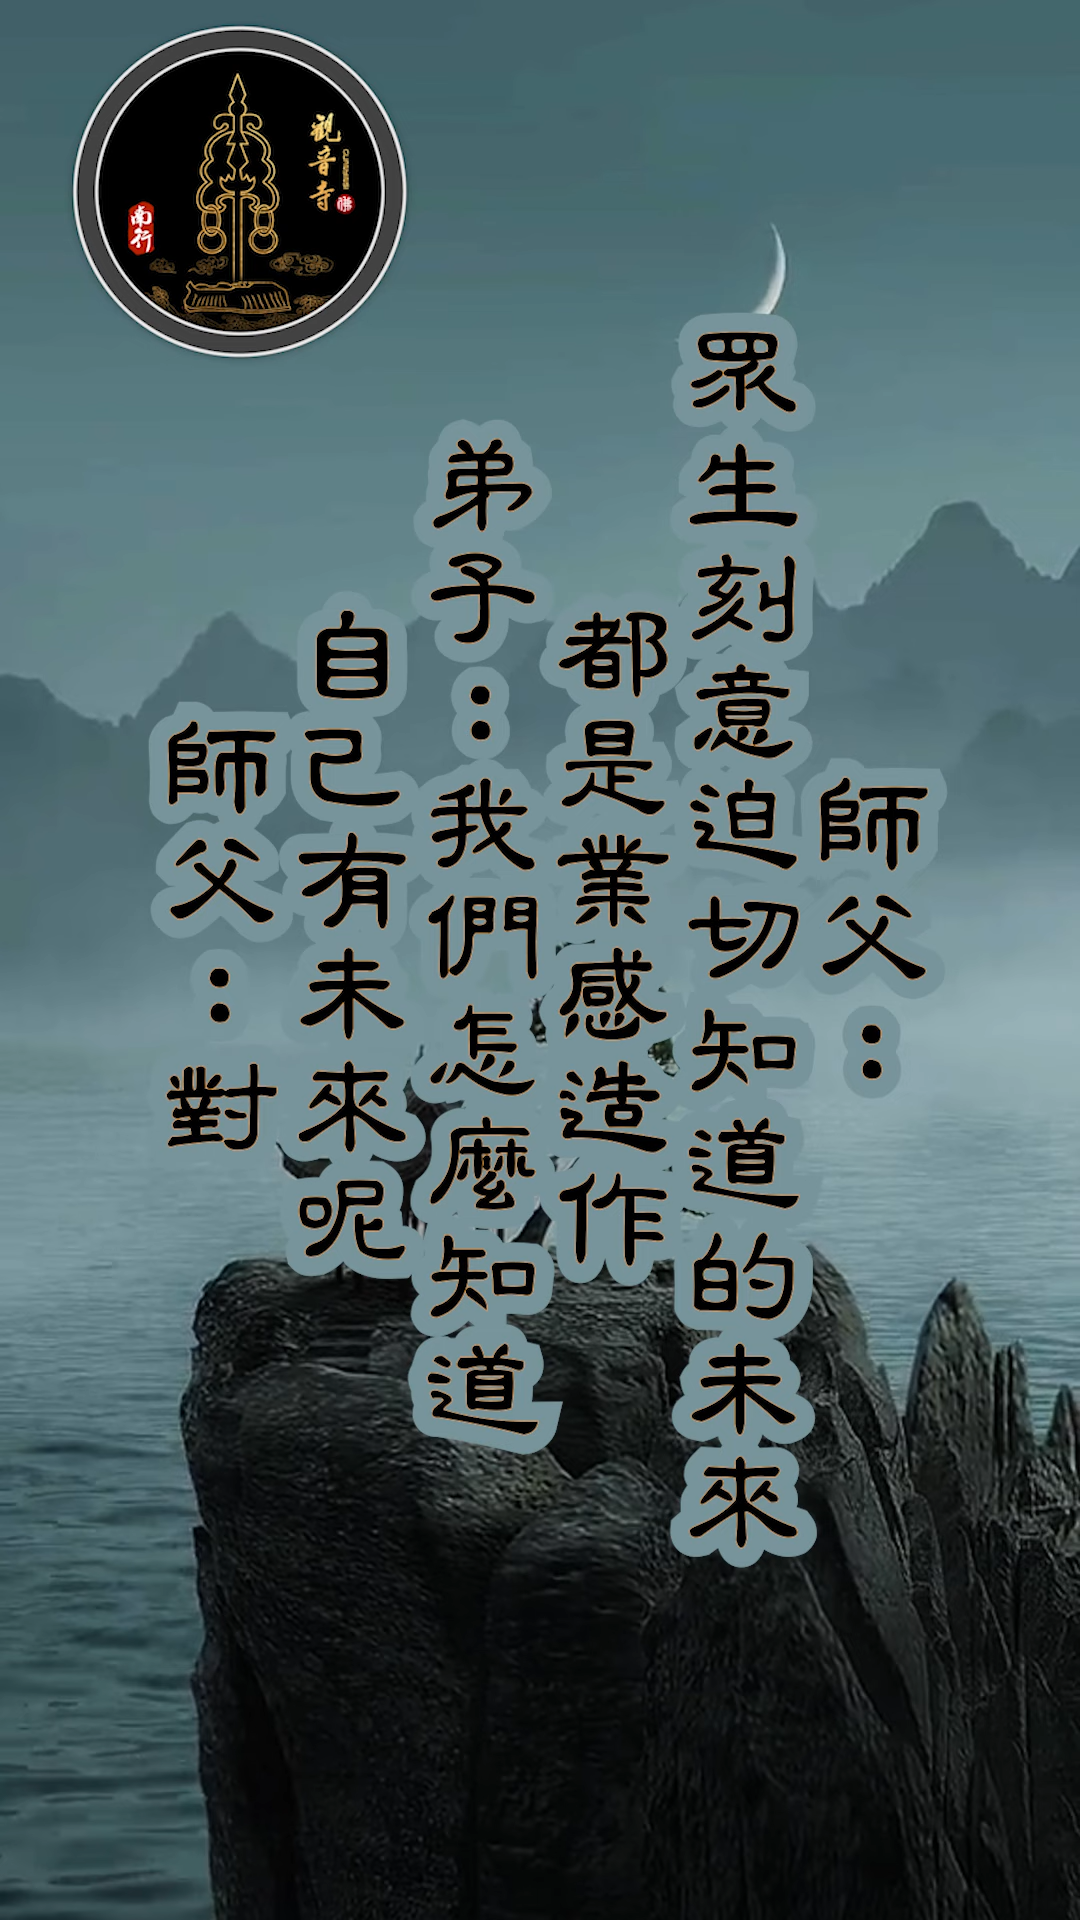 觀音寺
GUANYINSI
佛
南行
師父：
眾生刻意迫切知道的未來
都是業感造作
弟子：我們怎麼知道
自己有未來呢
師父：對